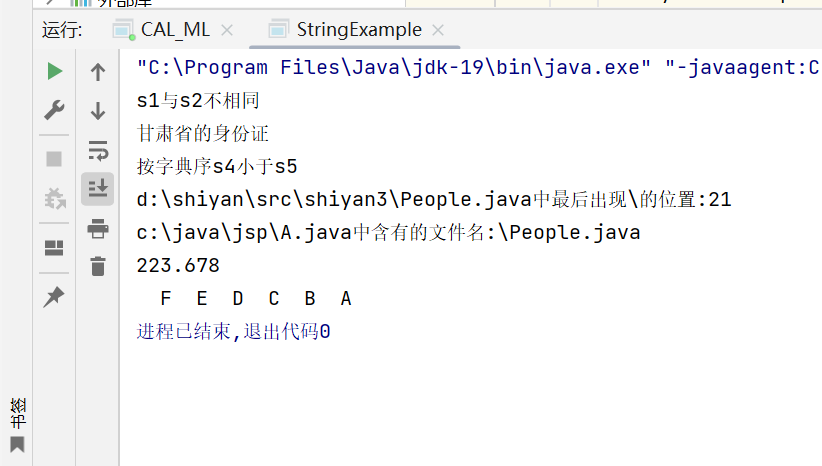 外部库
运行:
CAL_ML
StringExample
"C:\Program Files\Java\jdk-19\bin\java.exe" "-javaagent:C
s1与s2不相同
甘肃省的身份证
按字典序s4小于s5
d:\shiyan\src\shiyan3\People.java中最后出现\的位置:21
c:\java\jsp\A.java中含有的文件名:\People.java
223.678
F E D C B A
进程已结束,退出代码0
书签